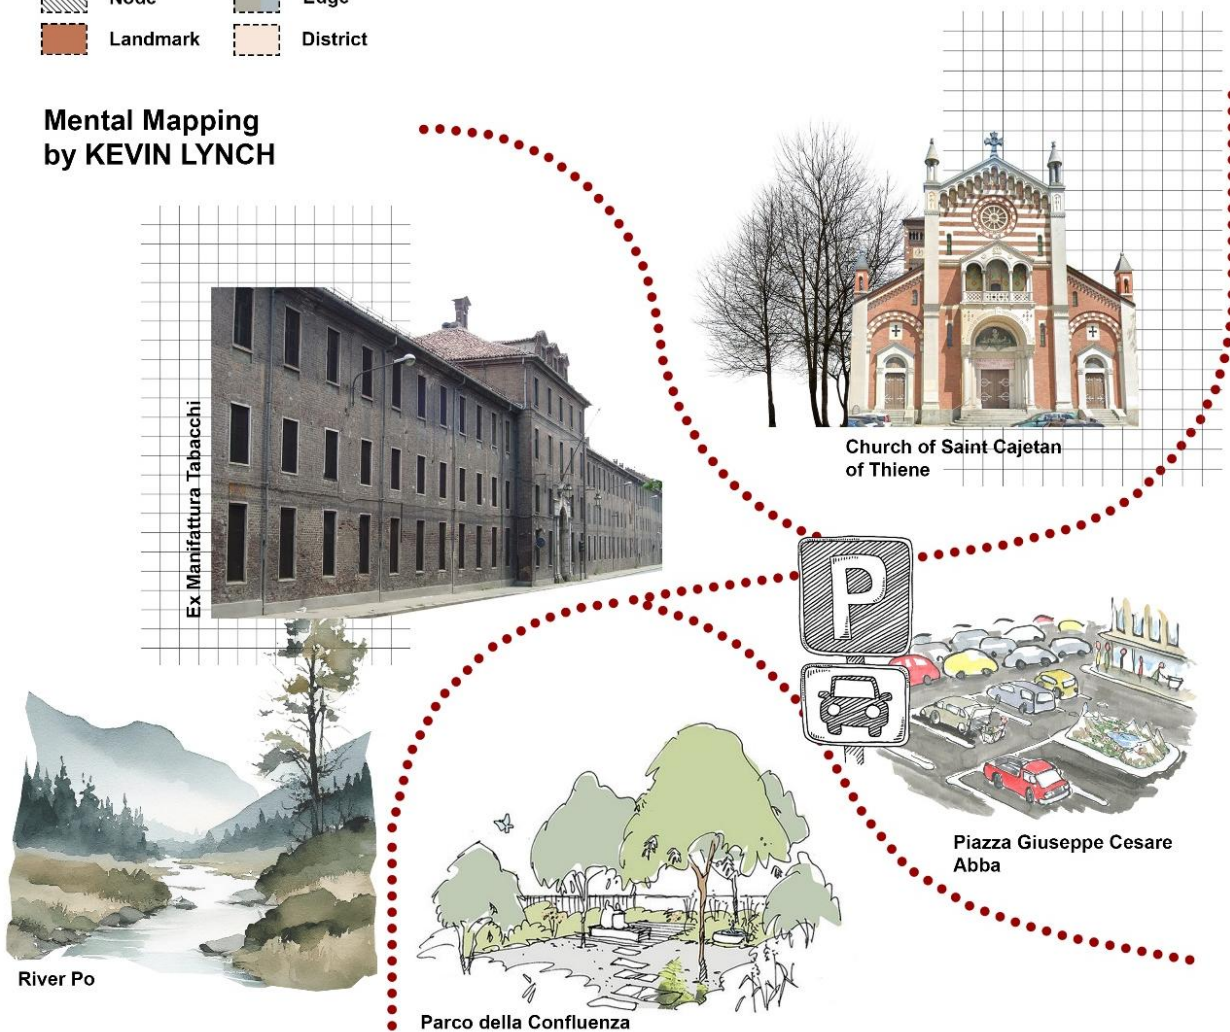 Node
Edge
Landmark
District
Mental Mapping
by KEVIN LYNCH
Ex Manifattura Tabacchi
Church of Saint Cajetan
of Thiene
P
Piazza Giuseppe Cesare
Abba
River Po
Parco della Confluenza